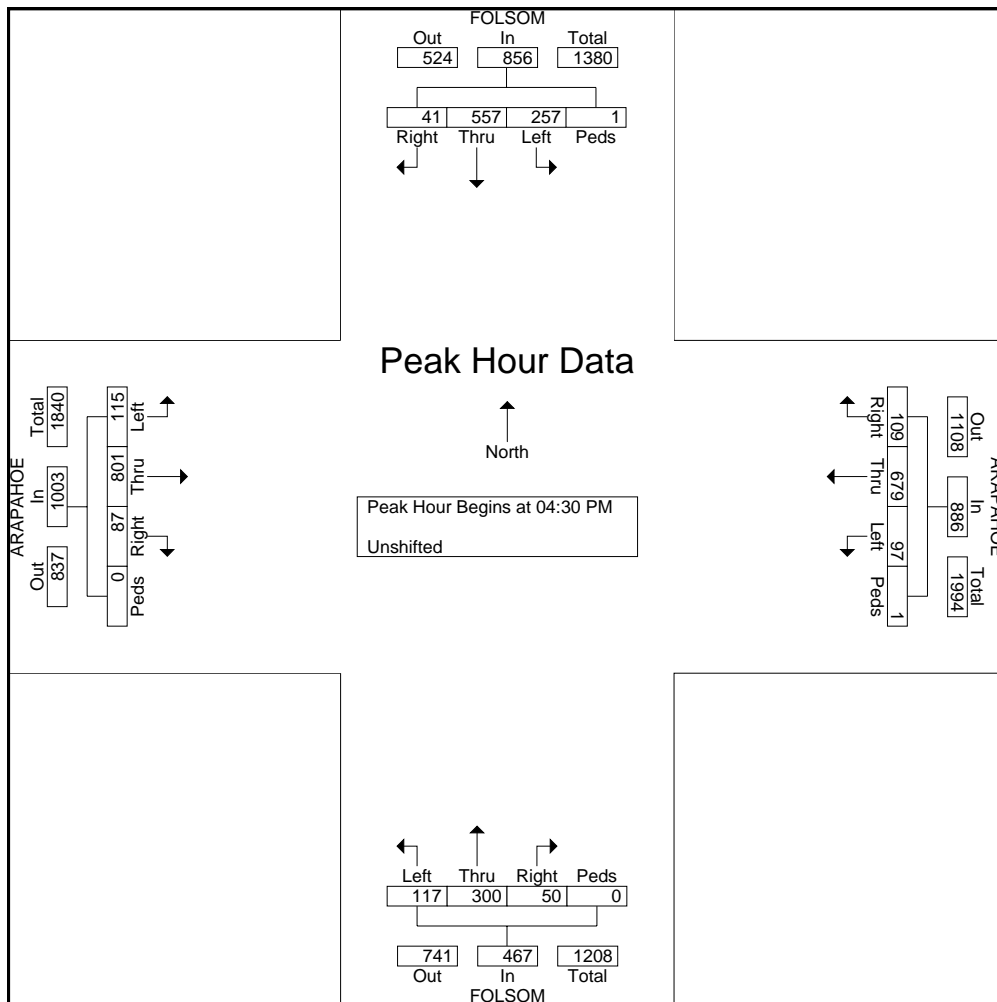 FOLSOM
Out In Total
524 856 1380
41 557 257 1
Right Thru Left Peds
Peak Hour Data
North
Peak Hour Begins at 04:30 PM
Unshifted
ARAPAHOE
Out In Total
837 1003 1840
Left Thru Right Peds
115 801 87 0
ARAPAHOE
Out In Total
1108 886 1994
Right Thru Left Peds
109 679 97 1
Left Thru Right Peds
117 300 50 0
741 467 1208
Out In Total
FOLSOM